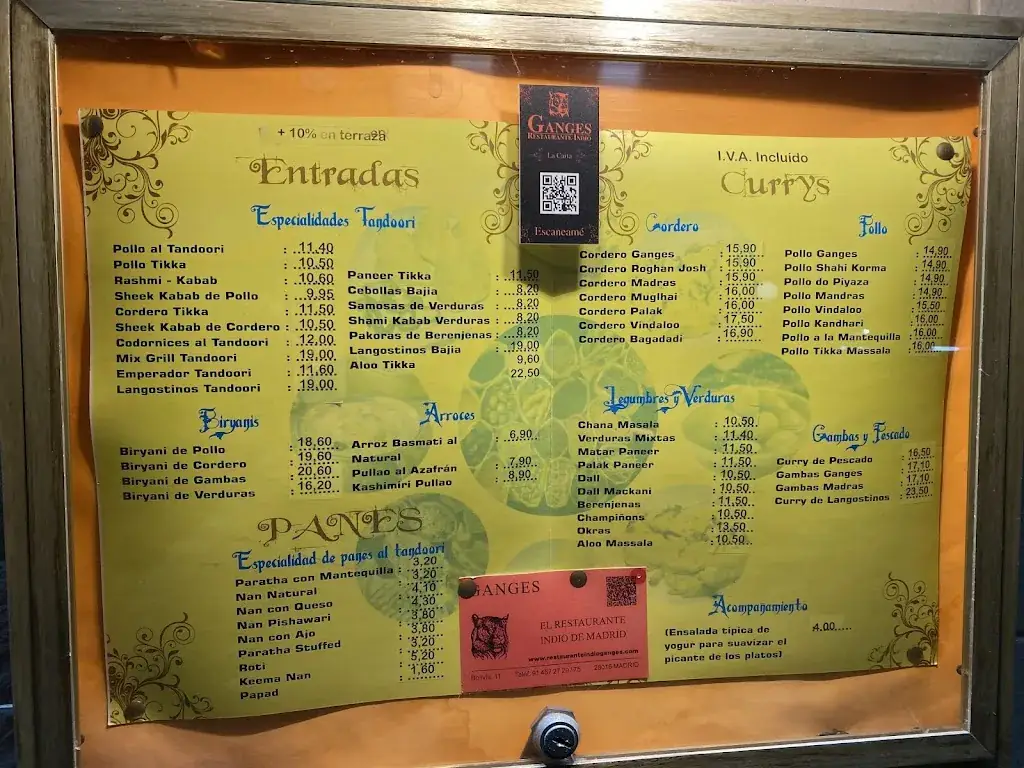 + 10% en terraza
Entradas
Especialidades Tandoori
Pollo al Tandoori : 11,40
Pollo Tikka : 10,50
Rashmi - Kabab : 10,60
Sheek Kabab de Pollo : 9,95
Cordero Tikka : 11,50
Sheek Kabab de Cordero : 10,50
Codornices al Tandoori : 12,00
Mix Grill Tandoori : 19,00
Emperador Tandoori : 11,60
Langostinos Tandoori : 19,00
Paneer Tikka : 11,50
Cebollas Bajia : 8,20
Samosas de Verduras : 8,20
Shami Kabab Verduras : 8,20
Pakoras de Berenjenas : 8,20
Langostinos Bajia : 19,00
Aloo Tikka 9,60
22,50
Biryanis
Biryani de Pollo : 18,60
Biryani de Cordero : 19,60
Biryani de Gambas : 20,60
Biryani de Verduras : 16,20
Arroces
Arroz Basmati al : 6,90
Natural
Pullao al Azafrán : 7,90
Kashimiri Pullao : 8,90
PANES
Especialidad de panes al tandoori
Paratha con Mantequilla : 3,20
Nan Natural : 3,20
Nan con Queso : 4,10
Nan Pishawari : 4,30
Nan con Ajo : 3,80
Paratha Stuffed : 3,80
Roti : 3,20
Keema Nan : 5,20
Papad : 1,60
GANGES
RESTAURANTE INDIO
La Carta
Escaneamé
I.V.A. Incluído
Currys
Cordero
Cordero Ganges : 15,90
Cordero Roghan Josh : 15,90
Cordero Madras : 15,90
Cordero Muglhai : 16,00
Cordero Palak : 16,00
Cordero Vindaloo : 17,50
Cordero Bagadadi : 16,90
Pollo
Pollo Ganges : 14,90
Pollo Shahi Korma : 14,90
Pollo do Piyaza : 14,90
Pollo Mandras : 14,90
Pollo Vindaloo : 15,50
Pollo Kandhari : 16,00
Pollo a la Mantequilla : 16,00
Pollo Tikka Massala : 16,00
Legumbres y Verduras
Chana Masala : 10,50
Verduras Mixtas : 11,40
Matar Paneer : 11,50
Palak Paneer : 11,50
Dall : 10,50
Dall Mackani : 10,50
Berenjenas : 11,50
Champiñons : 10,50
Okras : 13,50
Aloo Massala : 10,50
Gambas y Pescado
Curry de Pescado : 16,50
Gambas Ganges : 17,10
Gambas Madras : 17,10
Curry de Langostinos : 23,50
Acompañamiento
(Ensalada típica de 4,00
yogur para suavizar el
picante de los platos)
GANGES
EL RESTAURANTE
INDIO DE MADRID
www.restauranteindioganges.com
28015 MADRID